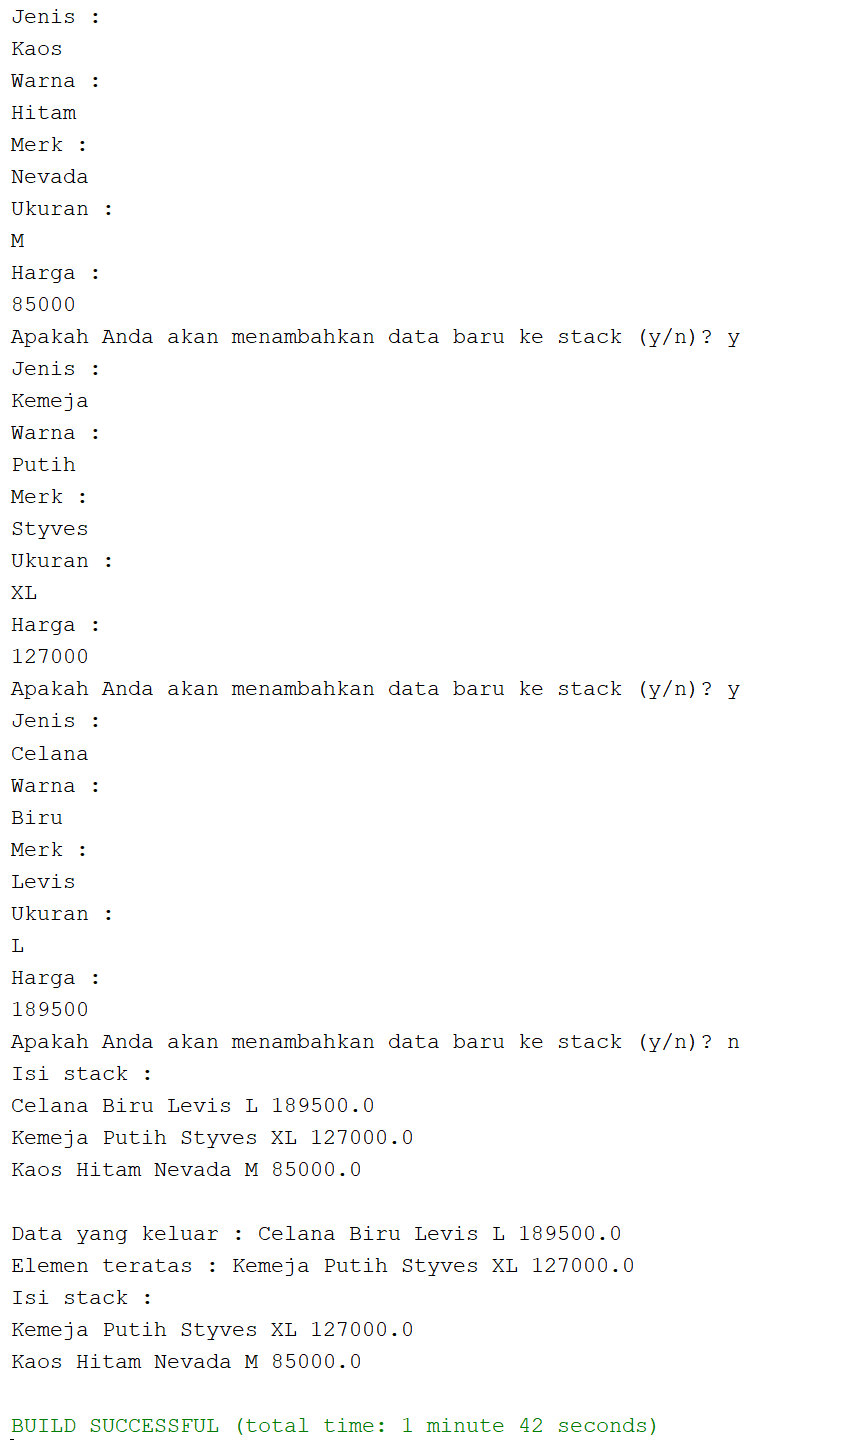 Jenis :
Kaos
Warna :
Hitam
Merk :
Nevada
Ukuran :
M
Harga :
85000
Apakah Anda akan menambahkan data baru ke stack (y/n)? y
Jenis :
Kemeja
Warna :
Putih
Merk :
Styves
Ukuran :
XL
Harga :
127000
Apakah Anda akan menambahkan data baru ke stack (y/n)? y
Jenis :
Celana
Warna :
Biru
Merk :
Levis
Ukuran :
L
Harga :
189500
Apakah Anda akan menambahkan data baru ke stack (y/n)? n
Isi stack :
Celana Biru Levis L 189500.0
Kemeja Putih Styves XL 127000.0
Kaos Hitam Nevada M 85000.0

Data yang keluar : Celana Biru Levis L 189500.0
Elemen teratas : Kemeja Putih Styves XL 127000.0
Isi stack :
Kemeja Putih Styves XL 127000.0
Kaos Hitam Nevada M 85000.0

BUILD SUCCESSFUL (total time: 1 minute 42 seconds)